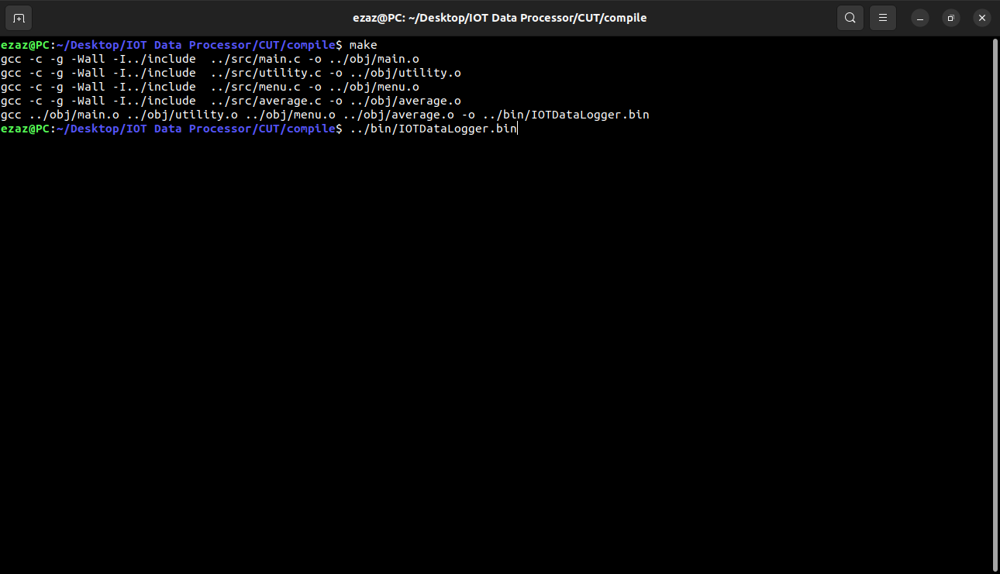 ezaz@PC: ~/Desktop/IOT Data Processor/CUT/compile
ezaz@PC:~/Desktop/IOT Data Processor/CUT/compile$ make
gcc -c -g -Wall -I../include  ../src/main.c -o ../obj/main.o
gcc -c -g -Wall -I../include  ../src/utility.c -o ../obj/utility.o
gcc -c -g -Wall -I../include  ../src/menu.c -o ../obj/menu.o
gcc -c -g -Wall -I../include  ../src/average.c -o ../obj/average.o
gcc ../obj/main.o ../obj/utility.o ../obj/menu.o ../obj/average.o -o ../bin/IOTDataLogger.bin
ezaz@PC:~/Desktop/IOT Data Processor/CUT/compile$ ../bin/IOTDataLogger.bin